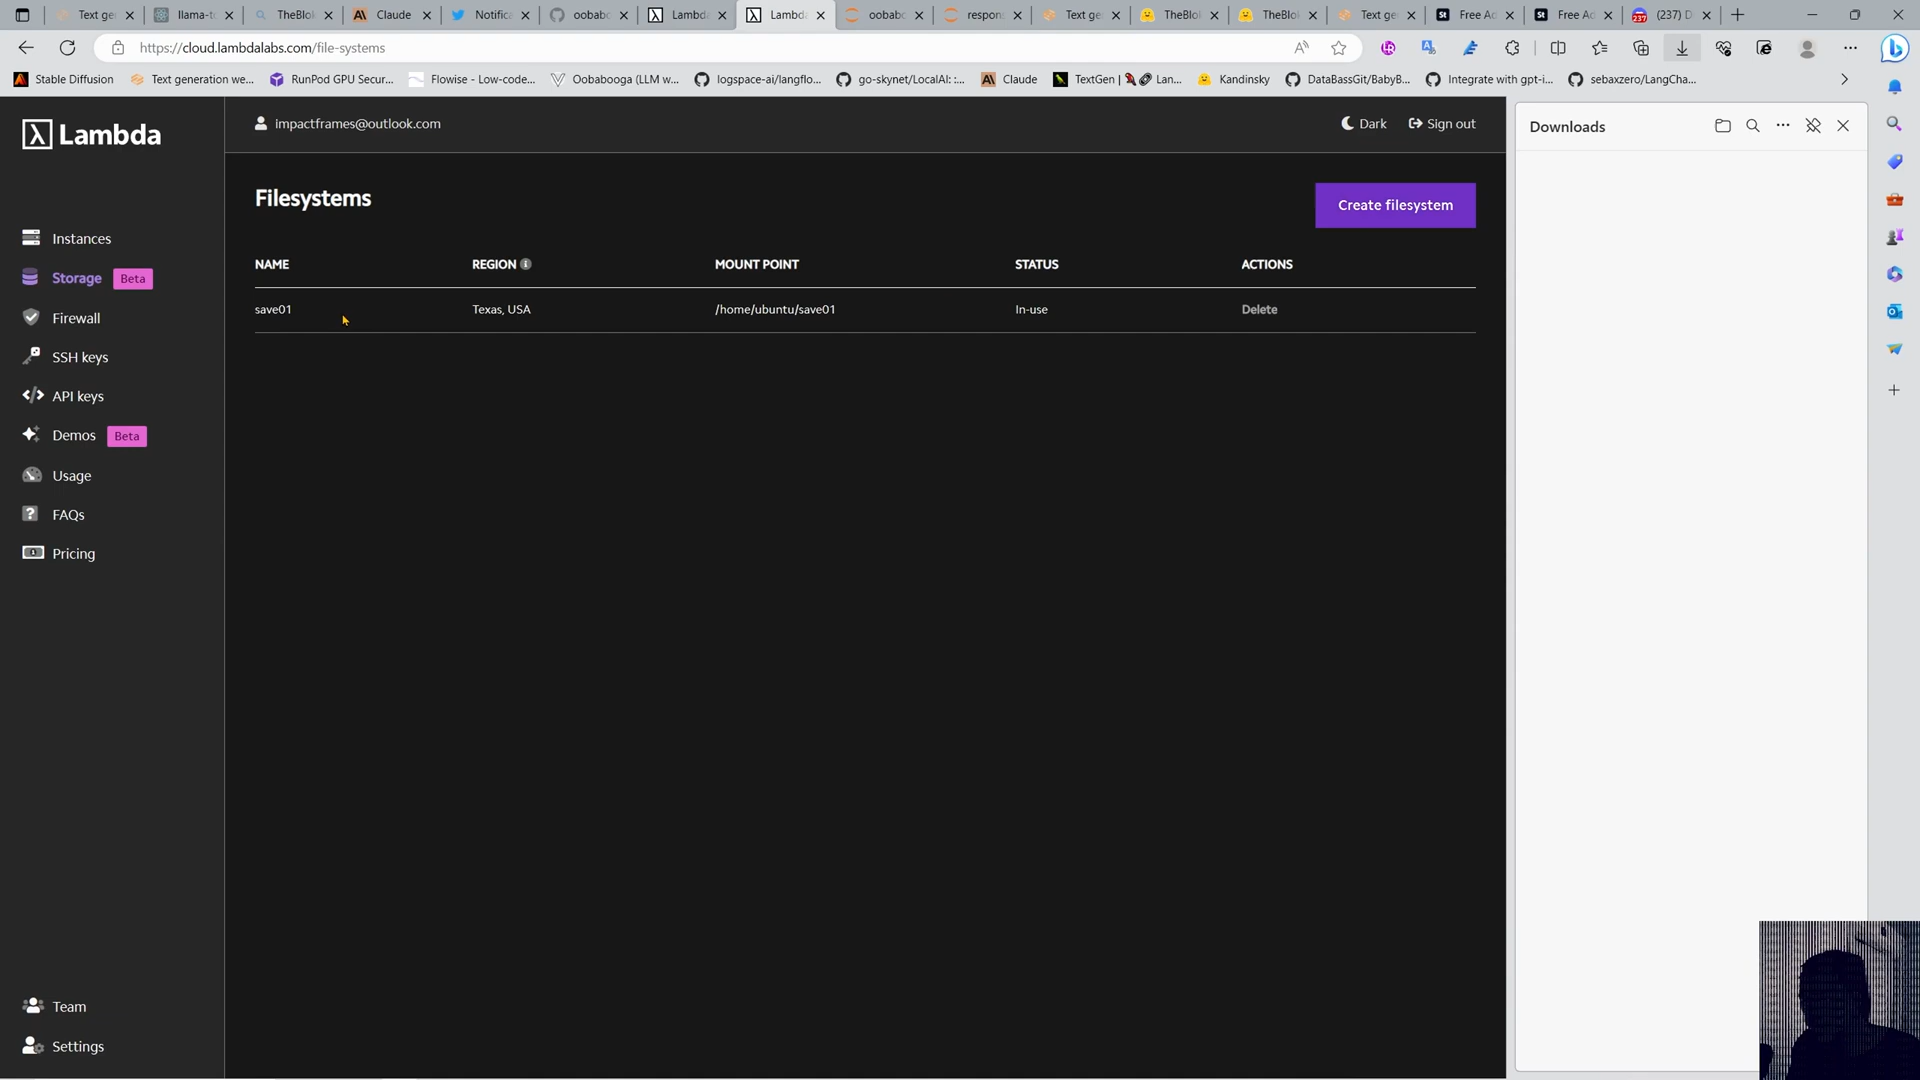 Text ge
llama-t
TheBlo
Claude
Notifica
oobabo
Lambd
Lambd
oobabo
respon
Text ge
TheBlo
TheBlo
Text ge
Free A
Free A
(237) D
https://cloud.lambdalabs.com/file-systems
Stable Diffusion
Text generation we...
RunPod GPU Secur...
Flowise - Low-code...
Oobabooga (LLM w...
logspace-ai/langflo...
go-skynet/LocalAI: :...
Claude
TextGen | Lan...
Kandinsky
DataBassGit/BabyB...
Integrate with gpt-i...
sebaxzero/LangCha...
Lambda
impactframes@outlook.com
Dark
Sign out
Downloads
Instances
Storage Beta
Firewall
SSH keys
API keys
Demos Beta
Usage
FAQs
Pricing
Team
Settings
Filesystems
Create filesystem
NAME REGION MOUNT POINT STATUS ACTIONS
save01 Texas, USA /home/ubuntu/save01 In-use Delete